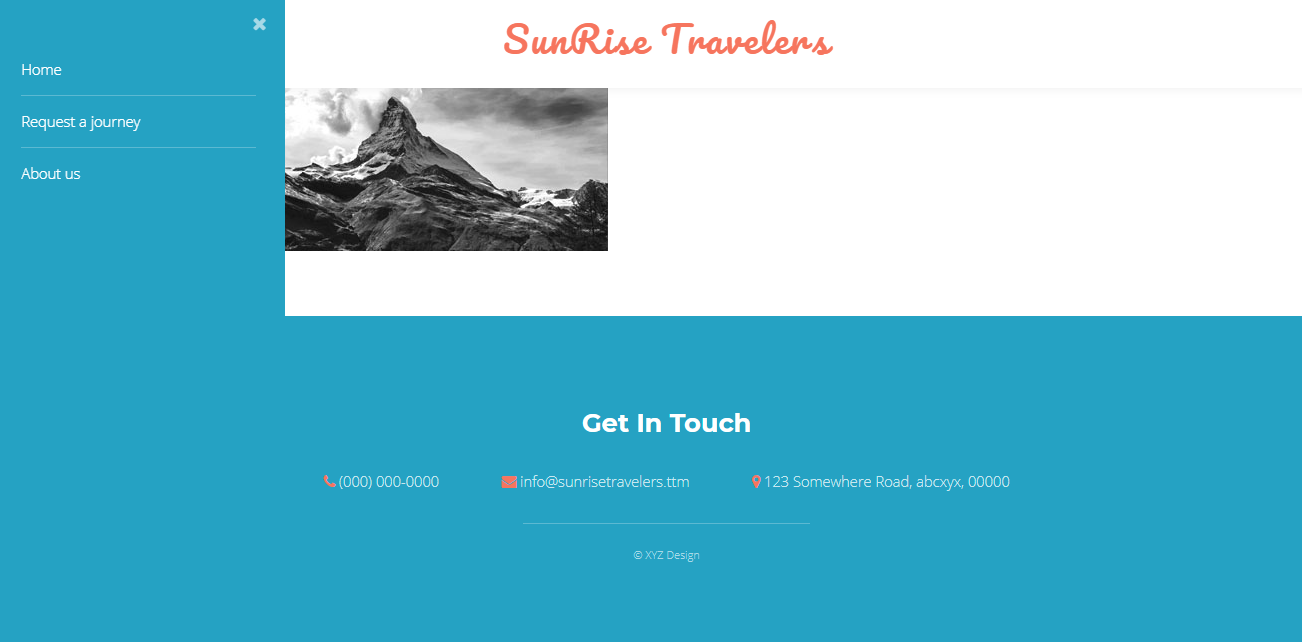 SunRise Travelers
Home
Request a journey
About us
Get In Touch
(000) 000-0000
info@sunrisetravelers.ttm
123 Somewhere Road, abcxyx, 00000
© XYZ Design